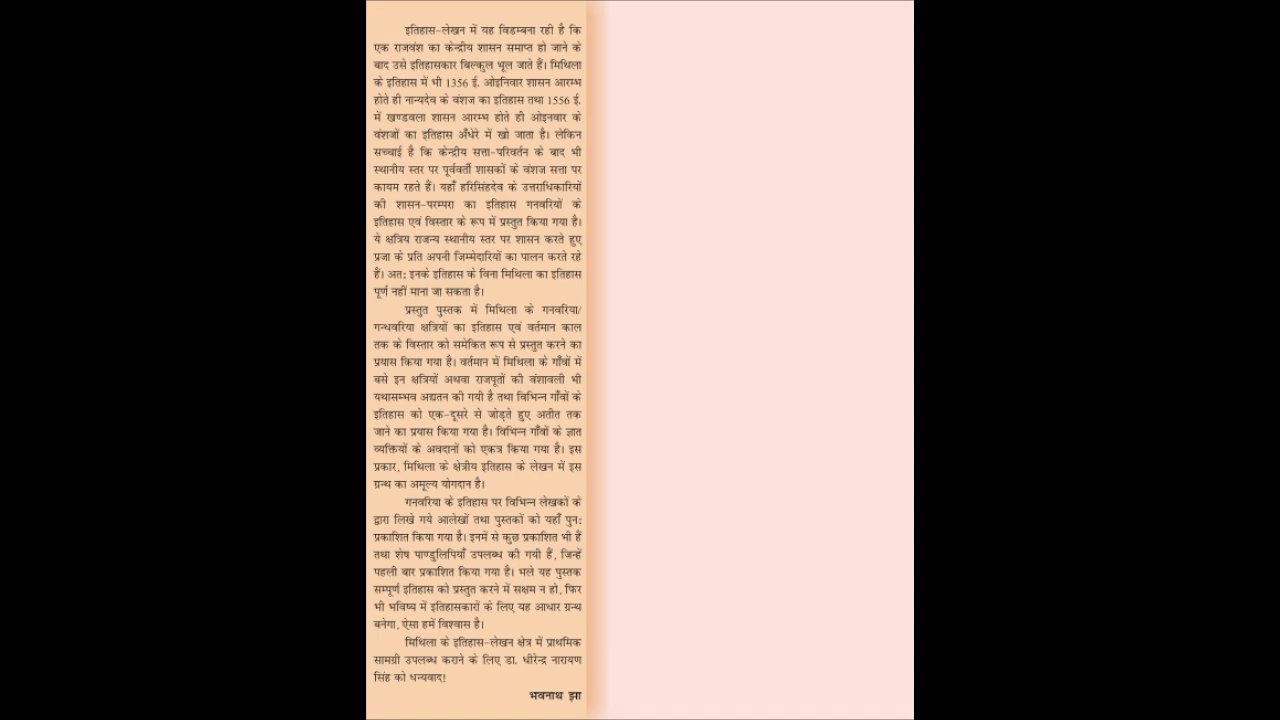 इतिहास-लेखन में यह विडम्बना रही है कि
एक राजवंश का केन्द्रीय शासन समाप्त हो जाने के
बाद उसे इतिहासकार बिल्कुल भूल जाते हैं। मिथिला
के इतिहास में भी 1356 ई. ओइनिवार शासन आरम्भ
होते ही नान्यदेव के वंशज का इतिहास तथा 1556 ई.
में खण्डवला शासन आरम्भ होते ही ओइनवार के
वंशजों का इतिहास अँधेरे में खो जाता है। लेकिन
सच्चाई है कि केन्द्रीय सत्ता-परिवर्तन के बाद भी
स्थानीय स्तर पर पूर्ववर्ती शासकों के वंशज सत्ता पर
कायम रहते हैं। यहाँ हरिसिंहदेव के उत्तराधिकारियों
की शासन-परम्परा का इतिहास गनवरियों के
इतिहास एवं विस्तार के रूप में प्रस्तुत किया गया है।
ये क्षत्रिय राजन्य स्थानीय स्तर पर शासन करते हुए
प्रजा के प्रति अपनी जिम्मेदारियों का पालन करते रहे
हैं। अत: इनके इतिहास के विना मिथिला का इतिहास
पूर्ण नहीं माना जा सकता है।
प्रस्तुत पुस्तक में मिथिला के गनवरिया/
गन्धवरिया क्षत्रियों का इतिहास एवं वर्तमान काल
तक के विस्तार को समेकित रूप से प्रस्तुत करने का
प्रयास किया गया है। वर्तमान में मिथिला के गाँवों में
बसे इन क्षत्रियों अथवा राजपूतों की वंशावली भी
यथासम्भव अद्यतन की गयी है तथा विभिन्न गाँवों के
इतिहास को एक-दूसरे से जोड़ते हुए अतीत तक
जाने का प्रयास किया गया है। विभिन्न गाँवों के ज्ञात
व्यक्तियों के अवदानों को एकत्र किया गया है। इस
प्रकार, मिथिला के क्षेत्रीय इतिहास के लेखन में इस
ग्रन्थ का अमूल्य योगदान है।
गनवरिया के इतिहास पर विभिन्न लेखकों के
द्वारा लिखे गये आलेखों तथा पुस्तकों को यहाँ पुन:
प्रकाशित किया गया है। इनमें से कुछ प्रकाशित भी हैं
तथा शेष पाण्डुलिपियाँ उपलब्ध की गयी हैं, जिन्हें
पहली बार प्रकाशित किया गया है। भले यह पुस्तक
सम्पूर्ण इतिहास को प्रस्तुत करने में सक्षम न हो, फिर
भी भविष्य में इतिहासकारों के लिए यह आधार ग्रन्थ
बनेगा, ऐसा हमें विश्वास है।
मिथिला के इतिहास-लेखन क्षेत्र में प्राथमिक
सामग्री उपलब्ध कराने के लिए डा. धीरेन्द्र नारायण
सिंह को धन्यवाद!
भवनाथ झा